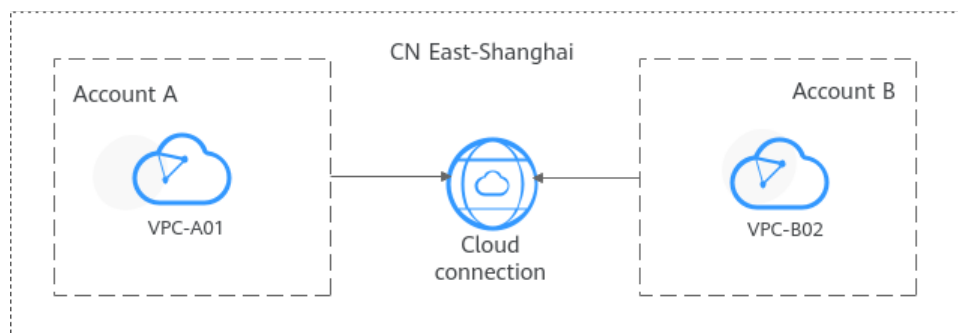 CN East-Shanghai
Account A
Account B
VPC-A01
VPC-B02
Cloud
connection